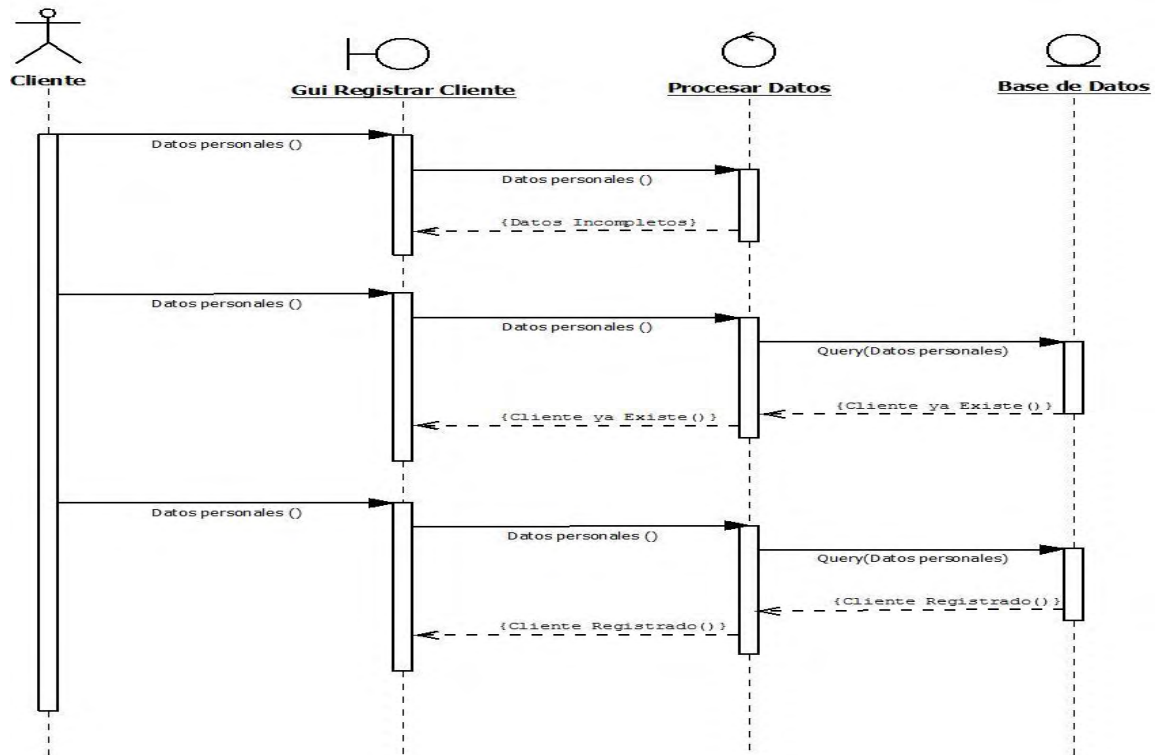 Cliente
Gui Registrar Cliente
Procesar Datos
Base de Datos
Datos personales ()
Datos personales ()
{Datos Incompletos}
Datos personales ()
Datos personales ()
Query(Datos personales)
{Cliente ya Existe()}
{Cliente ya Existe()}
Datos personales ()
Datos personales ()
Query(Datos personales)
{Cliente Registrado()}
{Cliente Registrado()}